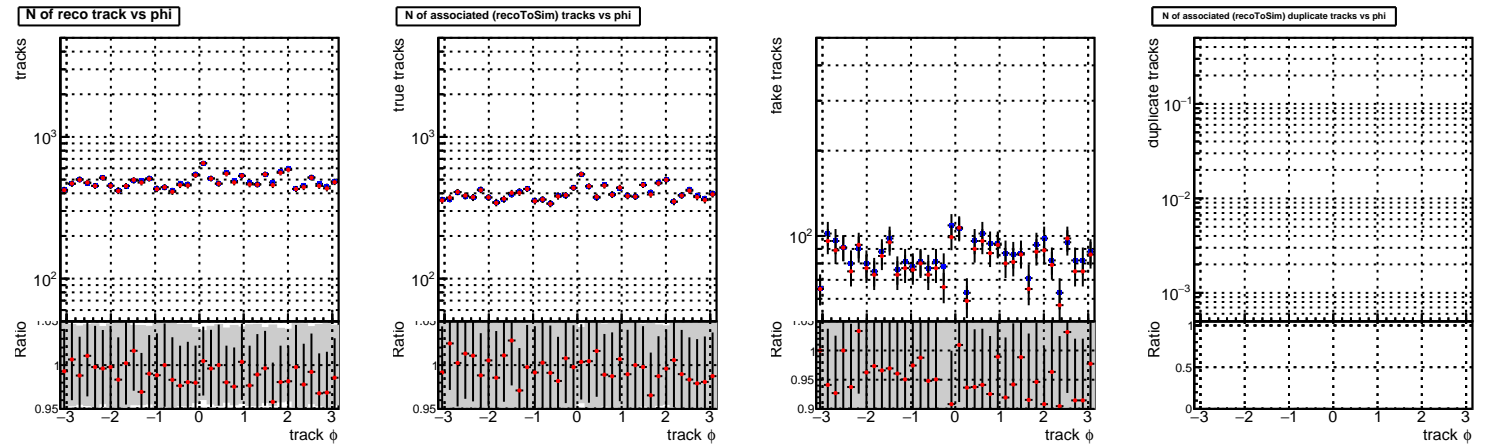 N of reco track vs phi
tracks
10³
10²
Ratio
1
0.95
−3 −2 −1 0 1 2 3
track ϕ
N of associated (recoToSim) tracks vs phi
true tracks
10³
10²
Ratio
1
0.95
−3 −2 −1 0 1 2 3
track ϕ
fake tracks
10²
Ratio
1
0.95
0.9
−3 −2 −1 0 1 2 3
track ϕ
N of associated (recoToSim) duplicate tracks vs phi
duplicate tracks
10⁻¹
10⁻²
10⁻³
Ratio
1
0.5
0
−3 −2 −1 0 1 2 3
track ϕ